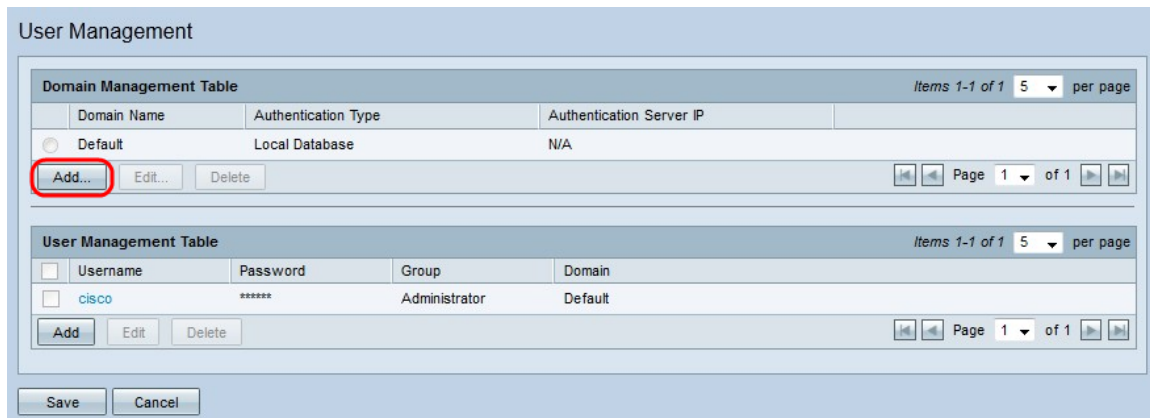 User Management
Domain Management Table Items 1-1 of 1 5 per page
Domain Name Authentication Type Authentication Server IP
Default Local Database N/A
Add... Edit... Delete Page 1 of 1
User Management Table Items 1-1 of 1 5 per page
Username Password Group Domain
cisco ****** Administrator Default
Add Edit Delete Page 1 of 1
Save Cancel